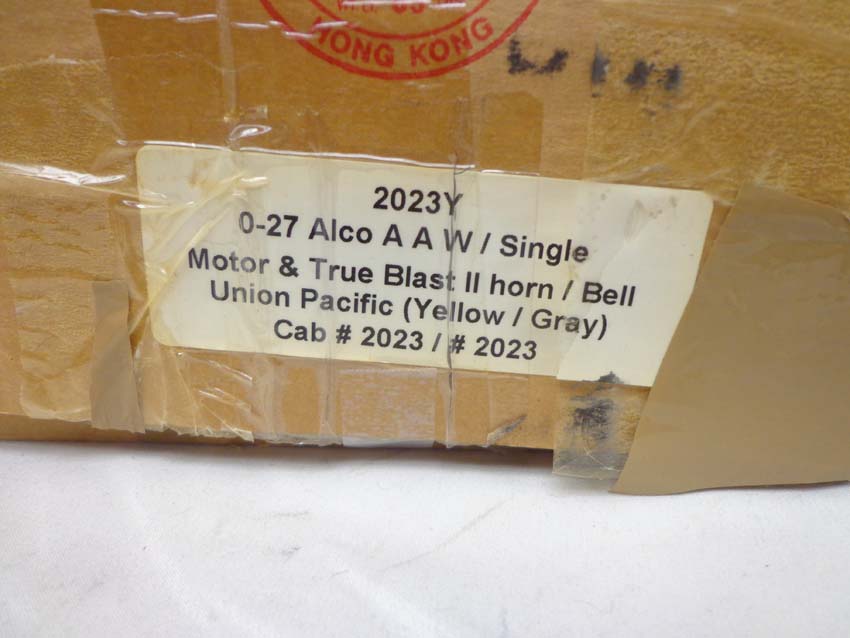 HONG KONG
2023Y
0-27 Alco A A W / Single
Motor & True Blast II horn / Bell
Union Pacific (Yellow / Gray)
Cab # 2023 / # 2023